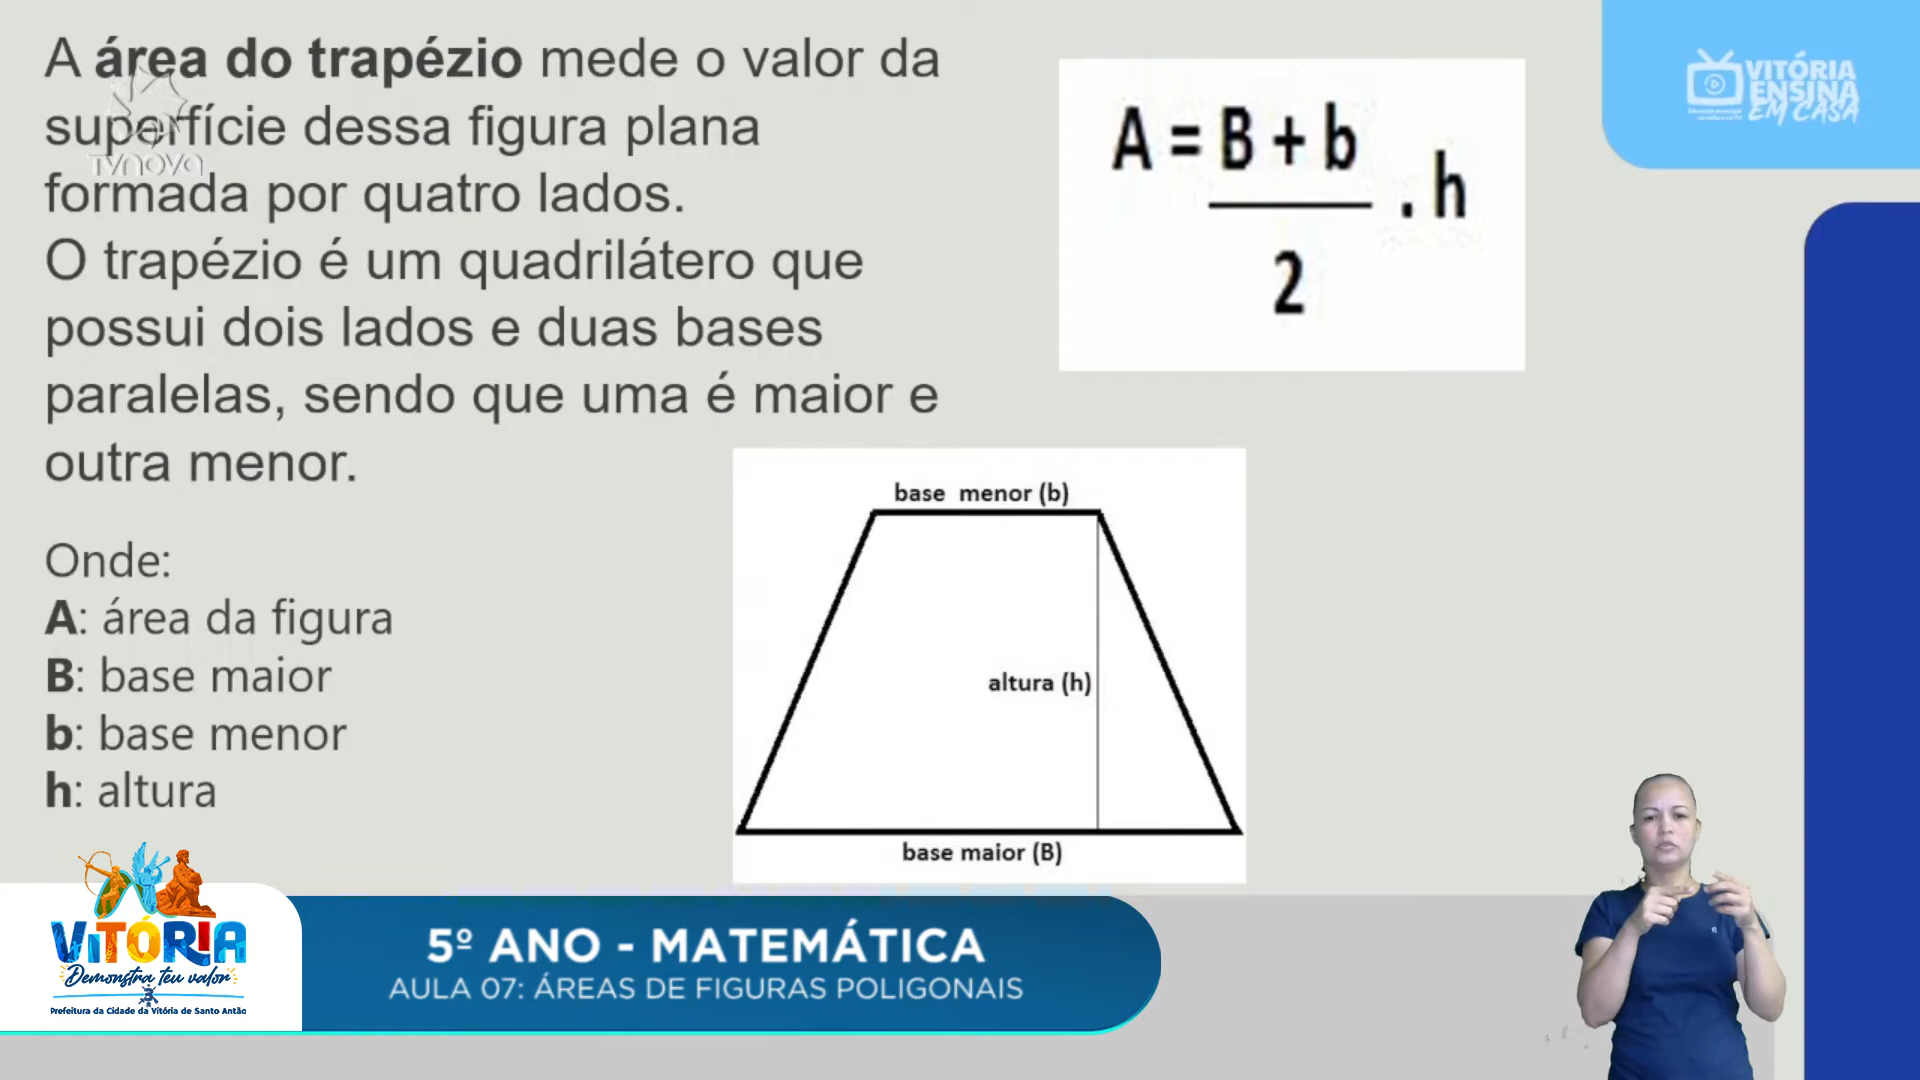 A área do trapézio mede o valor da
superfície dessa figura plana
formada por quatro lados.
O trapézio é um quadrilátero que
possui dois lados e duas bases
paralelas, sendo que uma é maior e
outra menor.
TVNOVA
Onde:
A: área da figura
B: base maior
b: base menor
h: altura
A = B + b
. h
2
base menor (b)
altura (h)
base maior (B)
VITÓRIA
ENSINA
EM CASA
VITÓRIA
Demonstra teu valor
Prefeitura da Cidade da Vitória de Santo Antão
5º ANO - MATEMÁTICA
AULA 07: ÁREAS DE FIGURAS POLIGONAIS